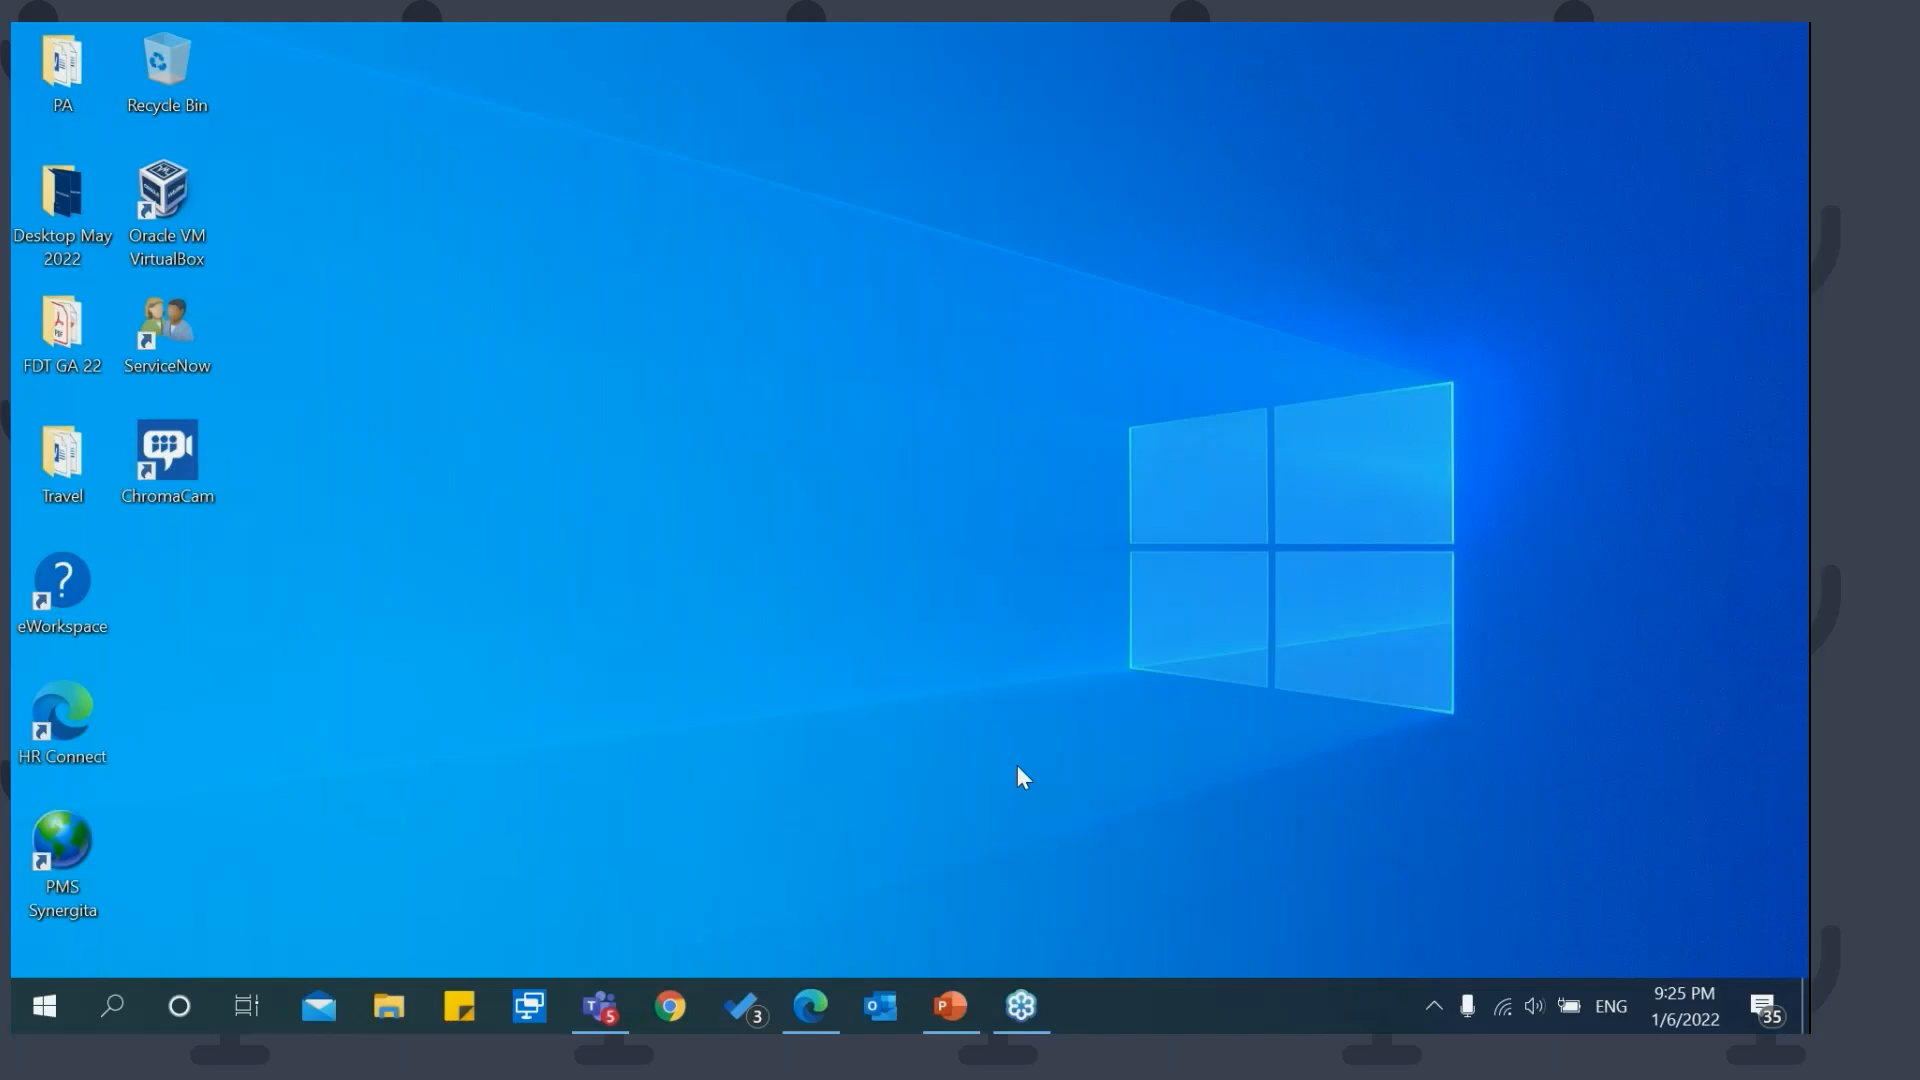 PA
Recycle Bin
Desktop May
2022
Oracle VM
VirtualBox
FDT GA 22
ServiceNow
Travel
ChromaCam
eWorkspace
HR Connect
PMS
Synergita
5
3
ENG
9:25 PM
1/6/2022
35